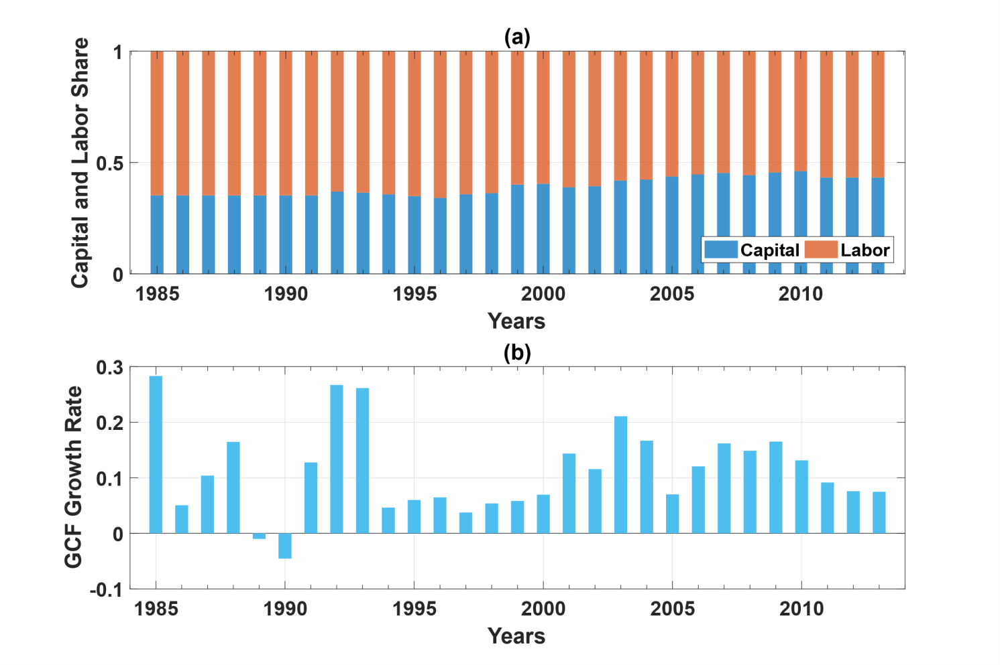 (a)
Capital and Labor Share
1
0.5
0
Capital Labor
1985 1990 1995 2000 2005 2010
Years
(b)
GCF Growth Rate
0.3
0.2
0.1
0
-0.1
1985 1990 1995 2000 2005 2010
Years